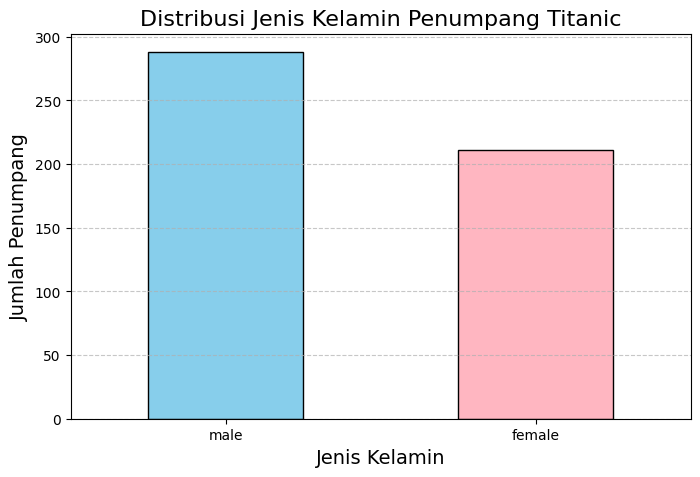 Distribusi Jenis Kelamin Penumpang Titanic
300
250
200
150
100
50
0
Jumlah Penumpang
male
female
Jenis Kelamin